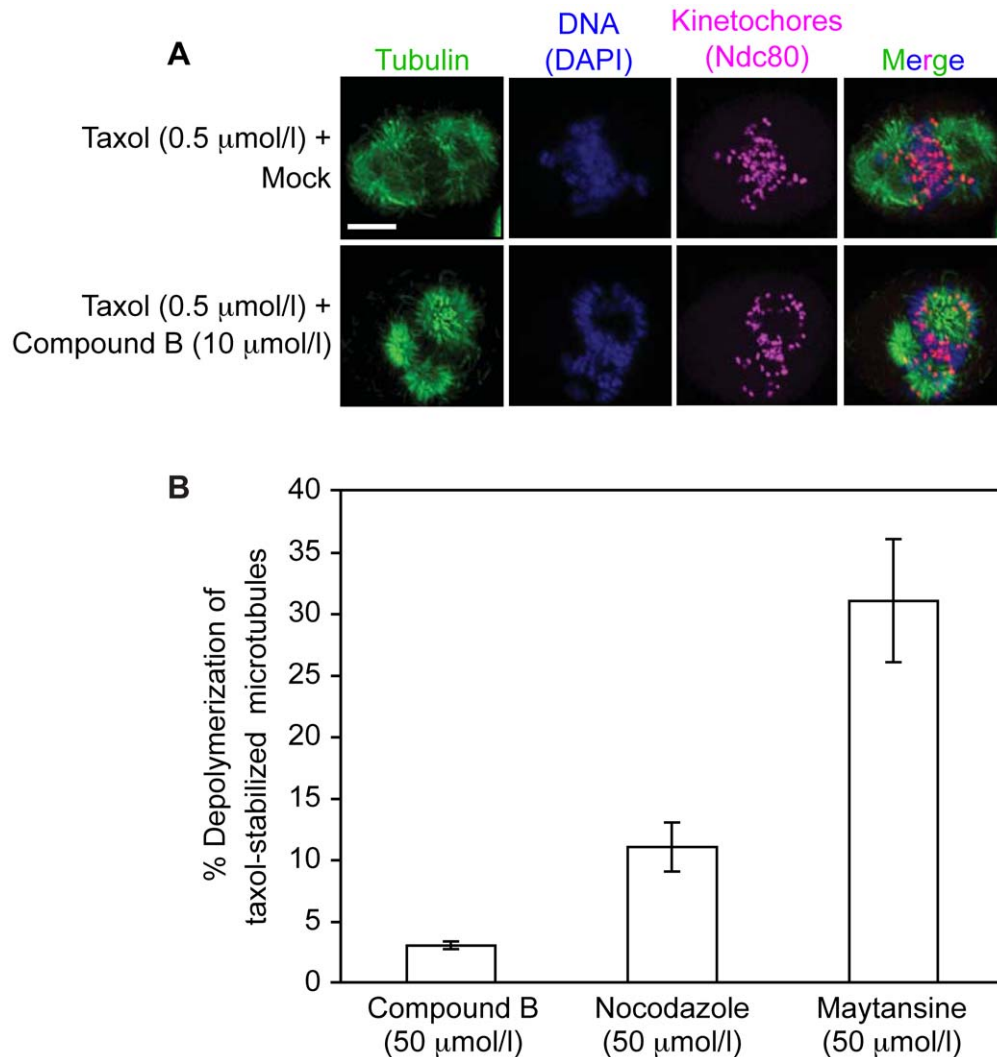 A
Tubulin
DNA
(DAPI)
Kinetochores
(Ndc80)
Merge
Taxol (0.5 μmol/l) +
Mock
Taxol (0.5 μmol/l) +
Compound B (10 μmol/l)
B
% Depolymerization of
taxol-stabilized microtubules
40
35
30
25
20
15
10
5
0
Compound B
(50 μmol/l)
Nocodazole
(50 μmol/l)
Maytansine
(50 μmol/l)